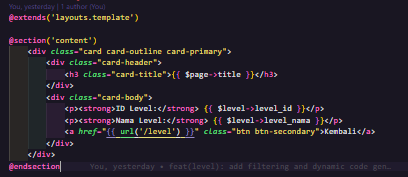 You, yesterday | 1 author (You)
@extends('layouts.template')
@section('content')
<div class="card card-outline card-primary">
<div class="card-header">
<h3 class="card-title">{{ $page->title }}</h3>
</div>
<div class="card-body">
<p><strong>ID Level:</strong> {{ $level->level_id }}</p>
<p><strong>Nama Level:</strong> {{ $level->level_nama }}</p>
<a href="{{ url('/level') }}" class="btn btn-secondary">Kembali</a>
</div>
</div>
@endsection You, yesterday • feat(level): add filtering and dynamic code gen…